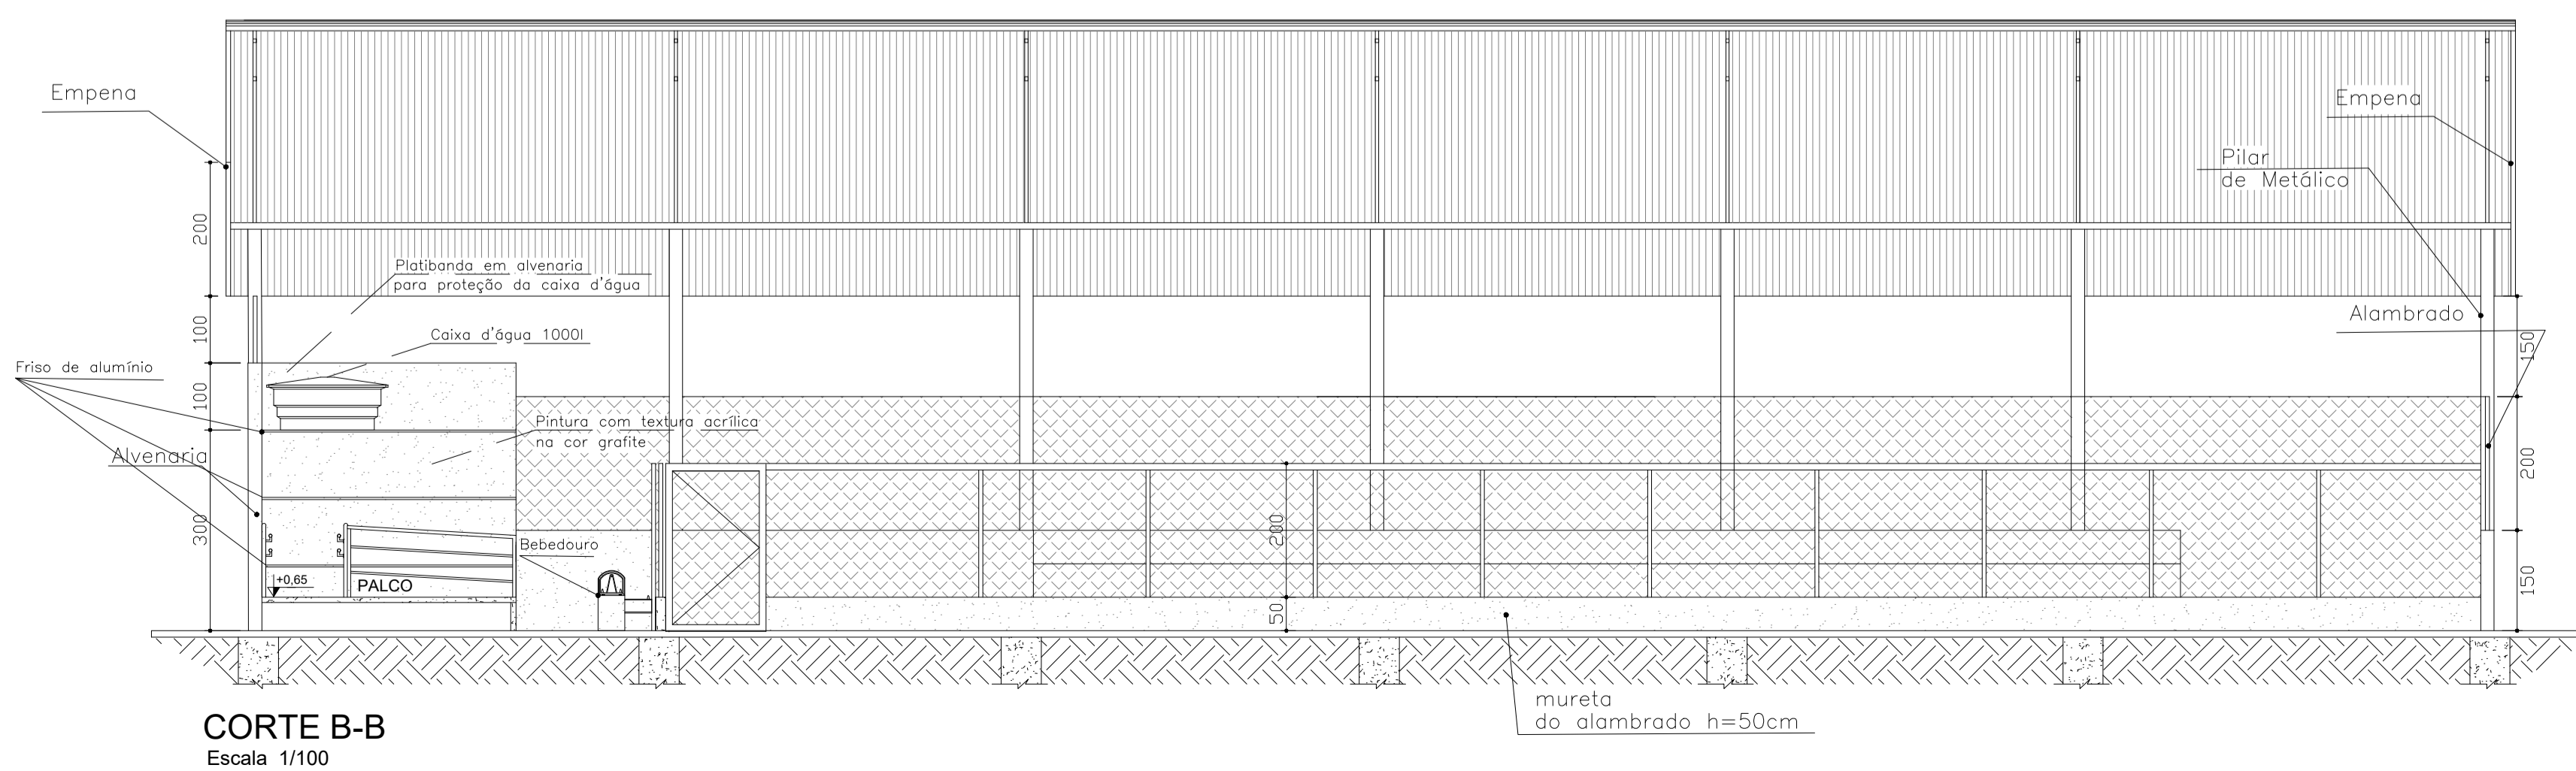 Empena
Empena
Pilar
de Metálico
200
Platibanda em alvenaria
para proteção da caixa d'água
Alambrado
100
Caixa d'água 1000l
150
Friso de alumínio
100
Pintura com textura acrílica
na cor grafite
Alvenaria
200
300
200
Bebedouro
+0,65
PALCO
150
50
mureta
do alambrado h=50cm
CORTE B-B
Escala 1/100